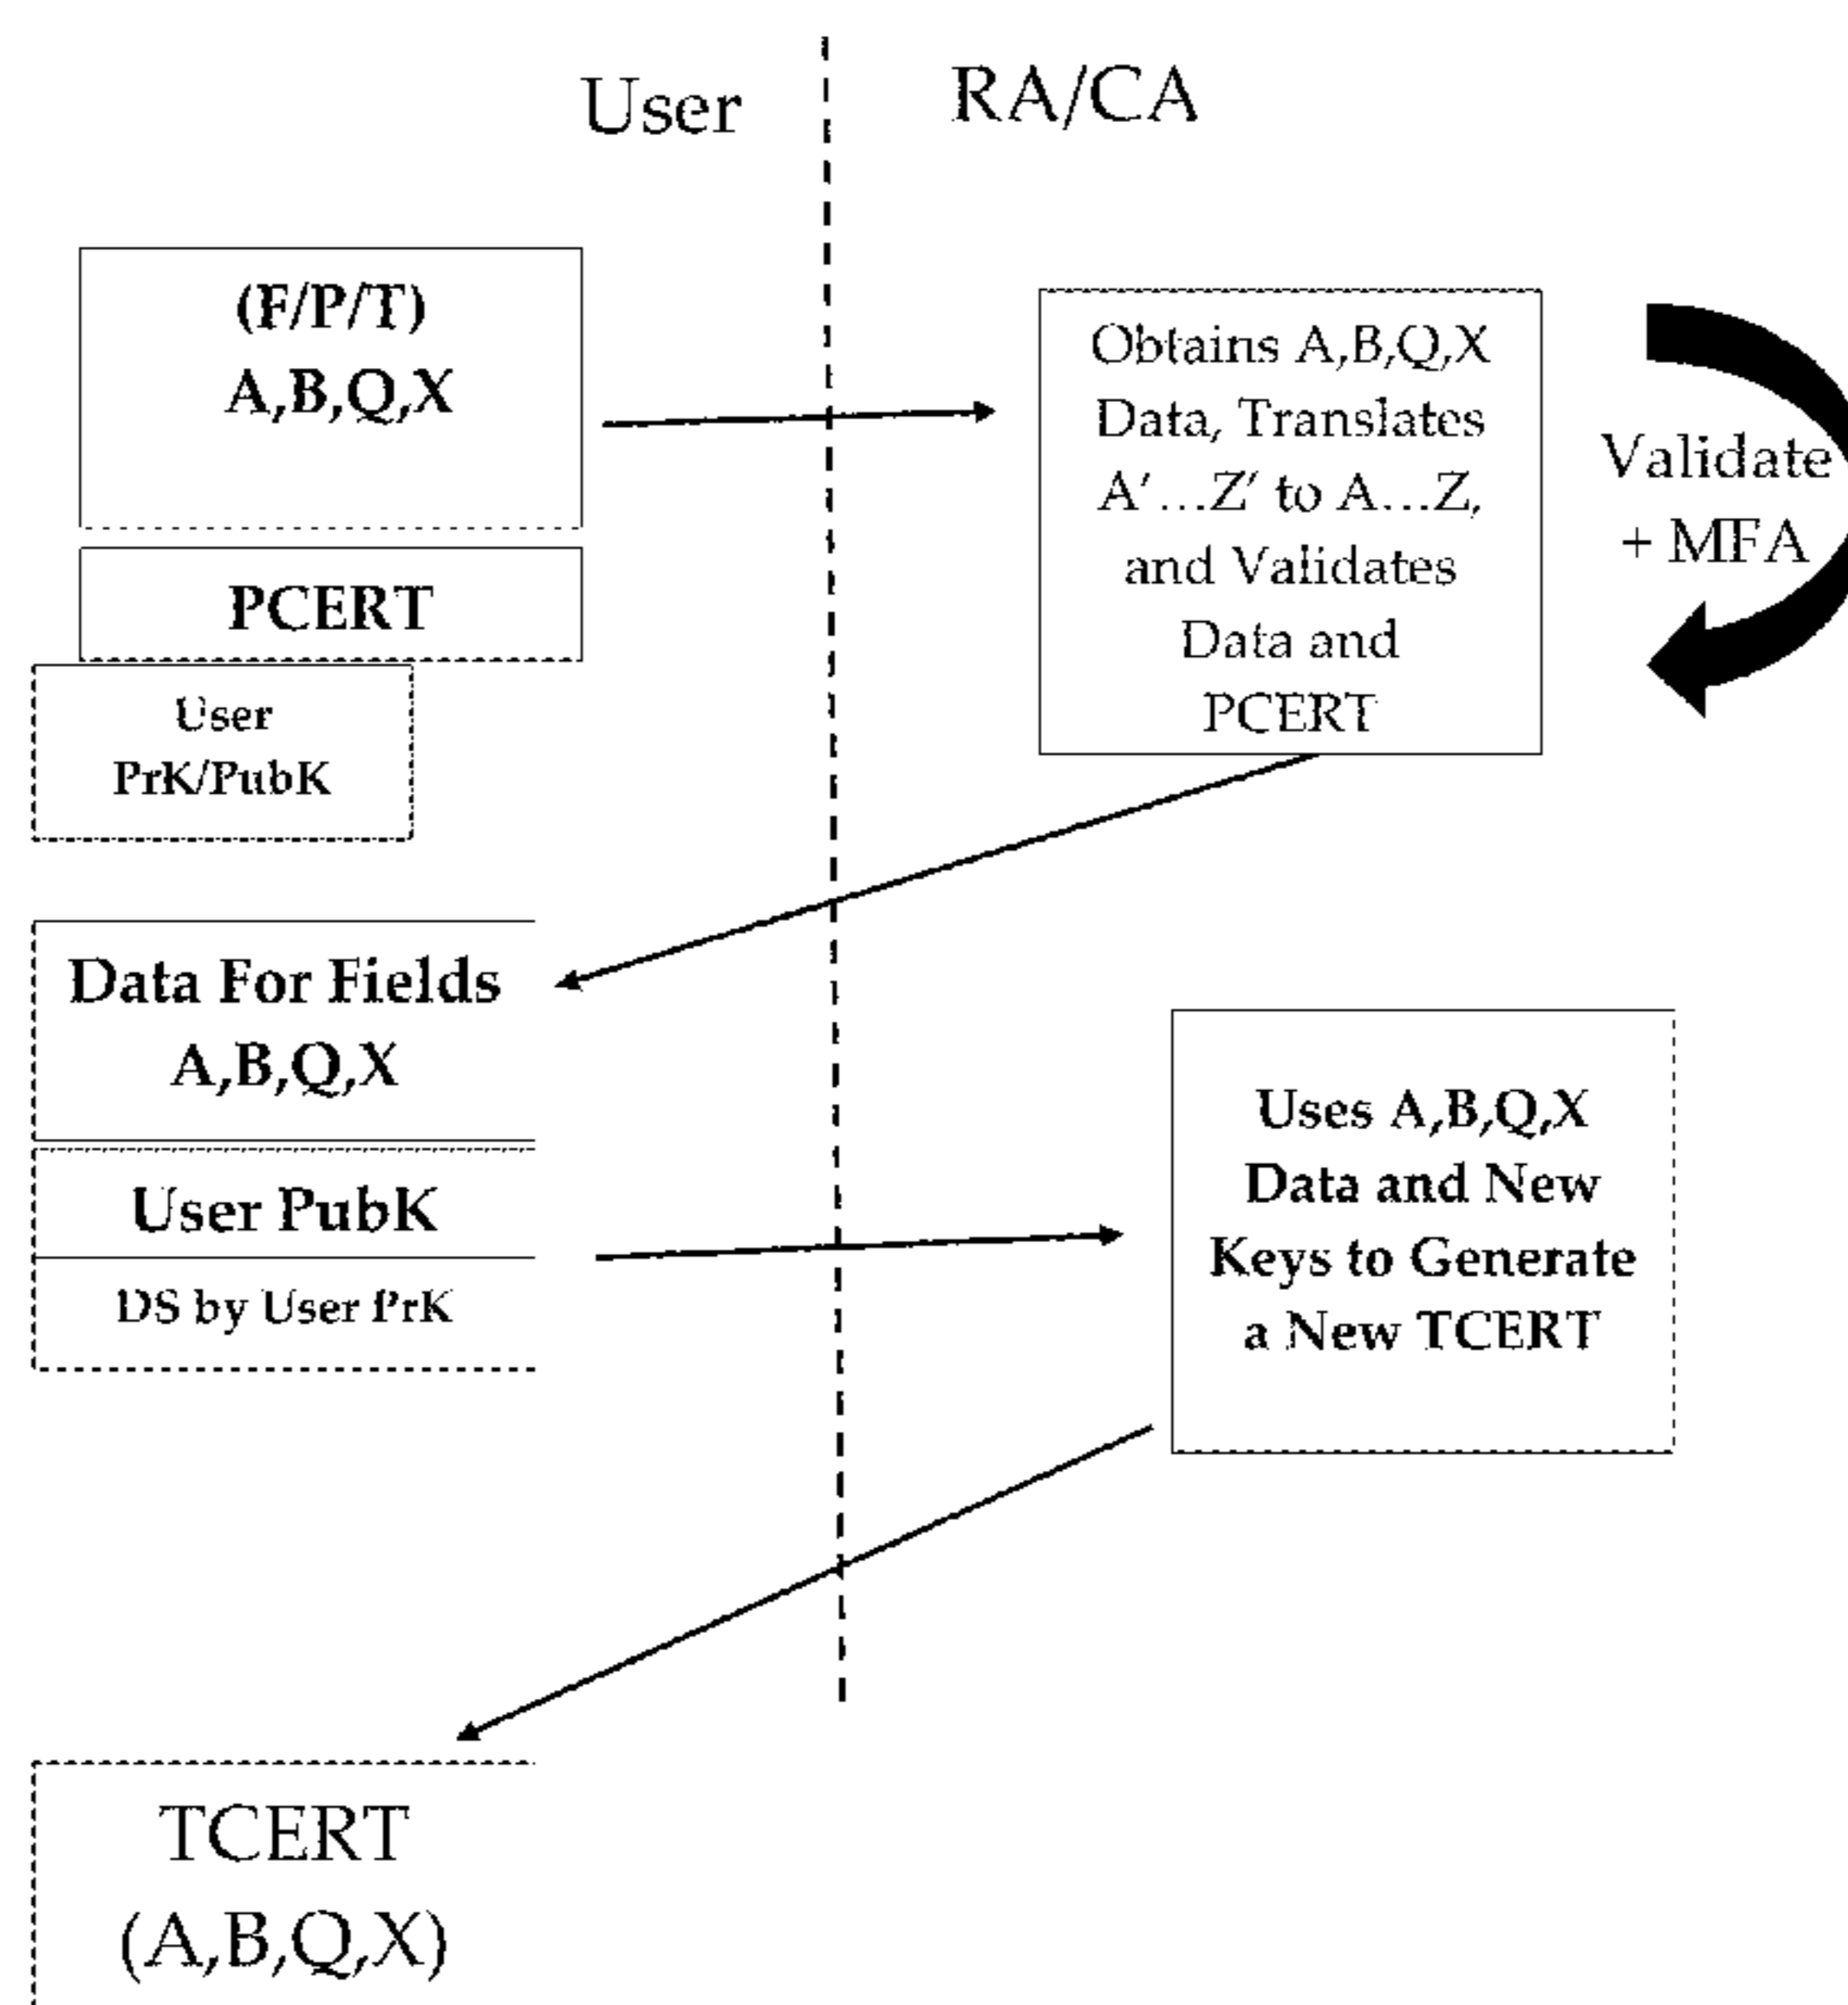 User
RA/CA
(F/P/T)
A,B,Q,X
PCERT
User
PrK/PubK
Obtains A,B,Q,X
Data, Translates
A′…Z′ to A…Z,
and Validates
Data and
PCERT
Validate
+ MFA
Data For Fields
A,B,Q,X
User PubK
DS by User PrK
Uses A,B,Q,X
Data and New
Keys to Generate
a New TCERT
TCERT
(A,B,Q,X)